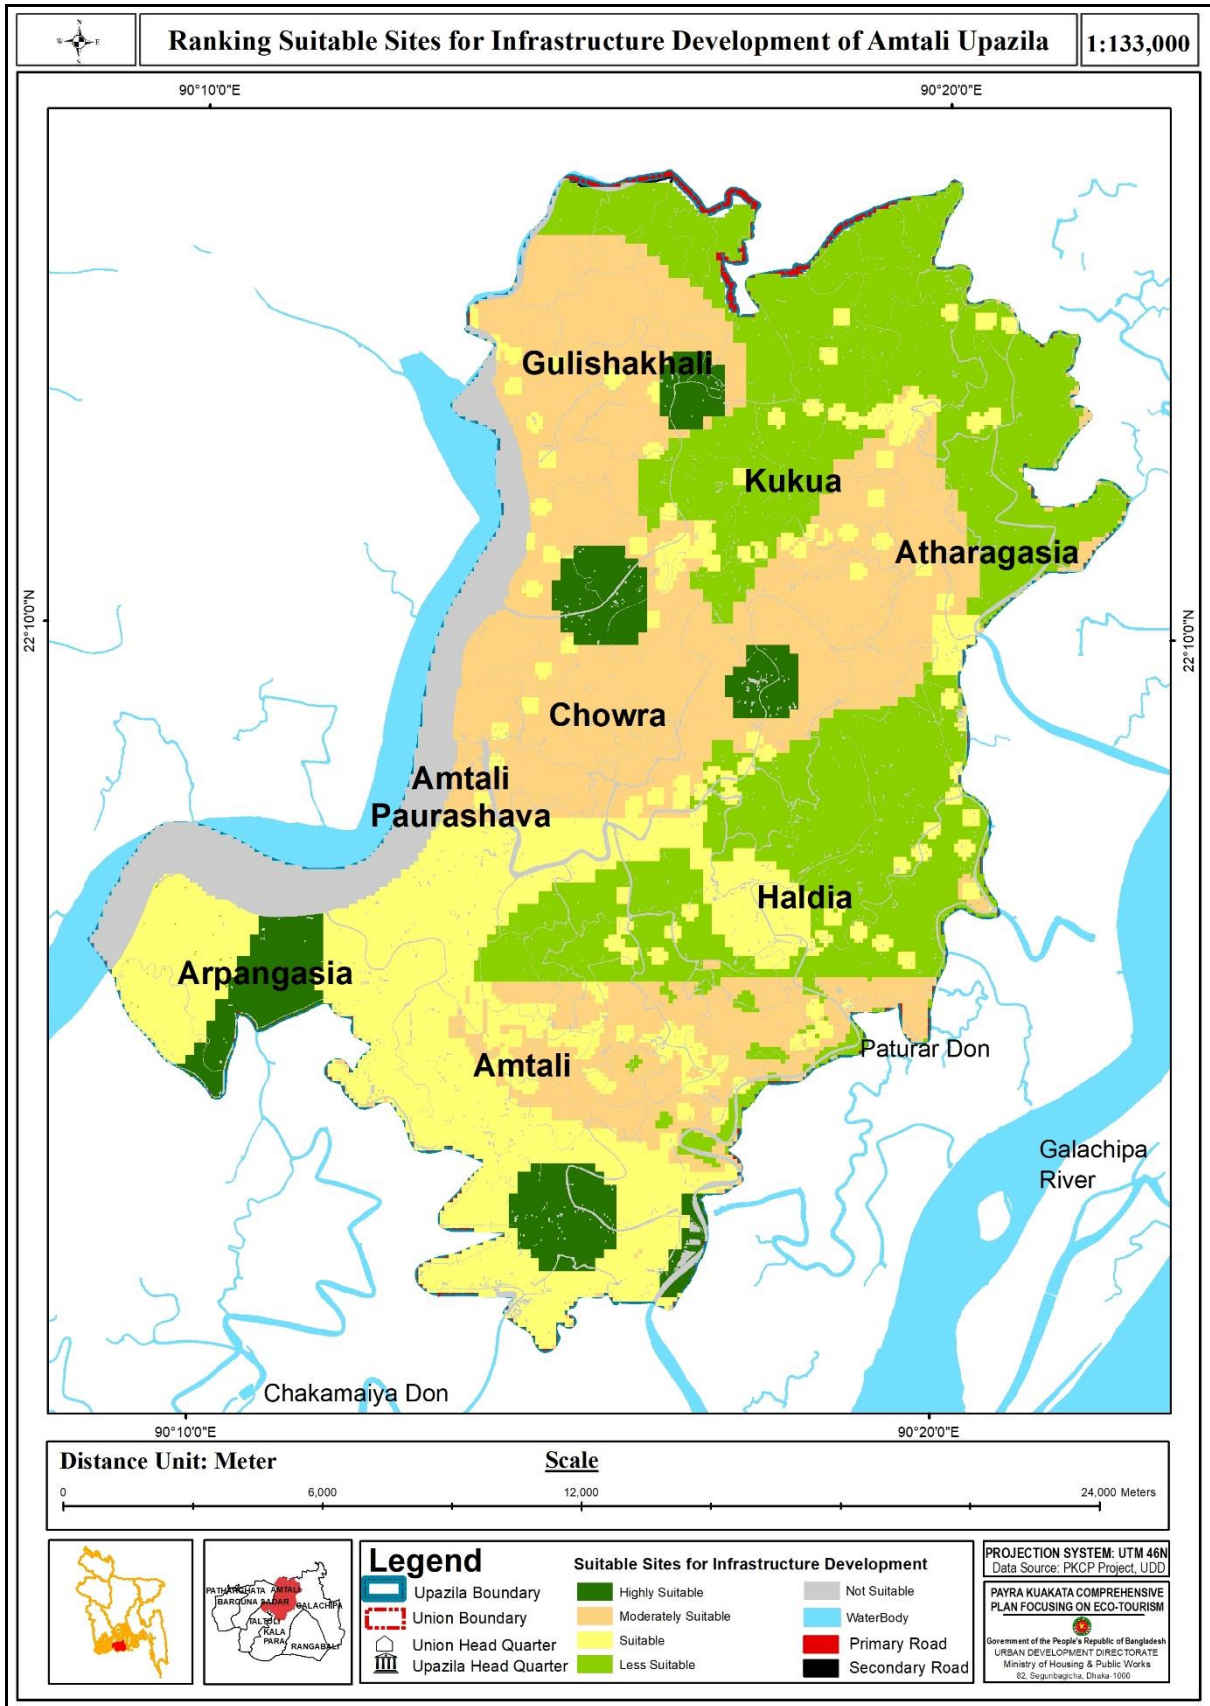 N
W
E
S
Ranking Suitable Sites for Infrastructure Development of Amtali Upazila
1:133,000
90°10'0"E
90°20'0"E
22°10'0"N
22°10'0"N
Gulishakhali
Kukua
Atharagasia
Chowra
Amtali
Paurashava
Haldia
Arpangasia
Amtali
Paturar Don
Galachipa
River
Chakamaiya Don
90°10'0"E
90°20'0"E
Distance Unit: Meter
Scale
0
6,000
12,000
24,000 Meters
PATHARGHATA
AMTALI
BARGUNA SADAR
GALACHIPA
TALTOLI
KALA
PARA
RANGABALI
Legend
Upazila Boundary
Union Boundary
Union Head Quarter
Upazila Head Quarter
Suitable Sites for Infrastructure Development
Highly Suitable
Moderately Suitable
Suitable
Less Suitable
Not Suitable
WaterBody
Primary Road
Secondary Road
PROJECTION SYSTEM: UTM 46N
Data Source: PKCP Project, UDD
PAYRA KUAKATA COMPREHENSIVE
PLAN FOCUSING ON ECO-TOURISM
Government of the People's Republic of Bangladesh
URBAN DEVELOPMENT DIRECTORATE
Ministry of Housing & Public Works
82, Segunbagicha, Dhaka-1000